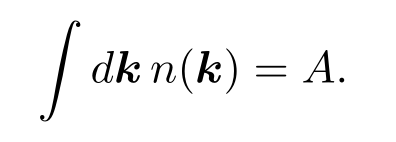 ∫ d𝒌 n(𝒌) = A.